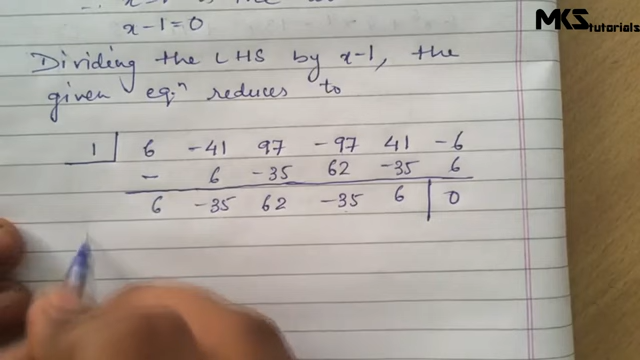 MKS tutorials
x-1=0
Dividing the LHS by x-1, the
given eqn reduces to
1 6 -41 97 -97 41 -6
- 6 -35 62 -35 6
6 -35 62 -35 6 0